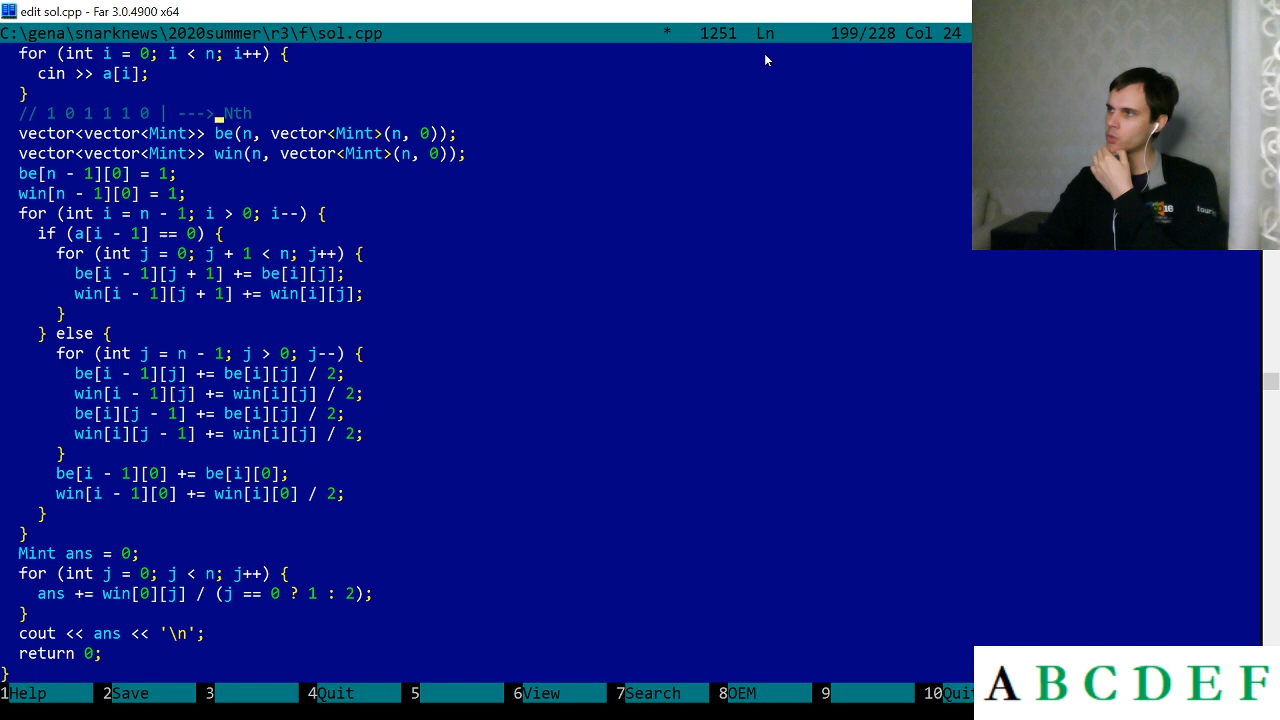 edit sol.cpp - Far 3.0.4900 x64
C:\gena\snarknews\2020summer\r3\f\sol.cpp * 1251 Ln 199/228 Col 24
for (int i = 0; i < n; i++) {
cin >> a[i];
}
// 1 0 1 1 1 0 | ---> Nth
vector<vector<Mint>> be(n, vector<Mint>(n, 0));
vector<vector<Mint>> win(n, vector<Mint>(n, 0));
be[n - 1][0] = 1;
win[n - 1][0] = 1;
for (int i = n - 1; i > 0; i--) {
if (a[i - 1] == 0) {
for (int j = 0; j + 1 < n; j++) {
be[i - 1][j + 1] += be[i][j];
win[i - 1][j + 1] += win[i][j];
}
} else {
for (int j = n - 1; j > 0; j--) {
be[i - 1][j] += be[i][j] / 2;
win[i - 1][j] += win[i][j] / 2;
be[i][j - 1] += be[i][j] / 2;
win[i][j - 1] += win[i][j] / 2;
}
be[i - 1][0] += be[i][0];
win[i - 1][0] += win[i][0] / 2;
}
}
Mint ans = 0;
for (int j = 0; j < n; j++) {
ans += win[0][j] / (j == 0 ? 1 : 2);
}
cout << ans << '\n';
return 0;
}
1Help 2Save 3 4Quit 5 6View 7Search 8OEM 9 10Quit
A B C D E F